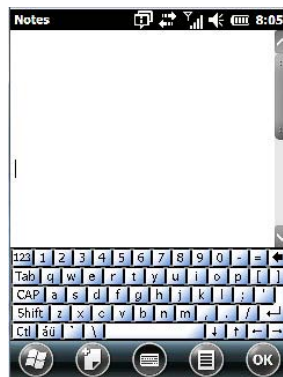 Notes 8:05
123 1 2 3 4 5 6 7 8 9 0 - = ←
Tab q w e r t y u i o p [ ]
CAP a s d f g h j k l ; '
Shift z x c v b n m , . / ↵
Ctl áü ` \ ↓ ↑ ← →
OK